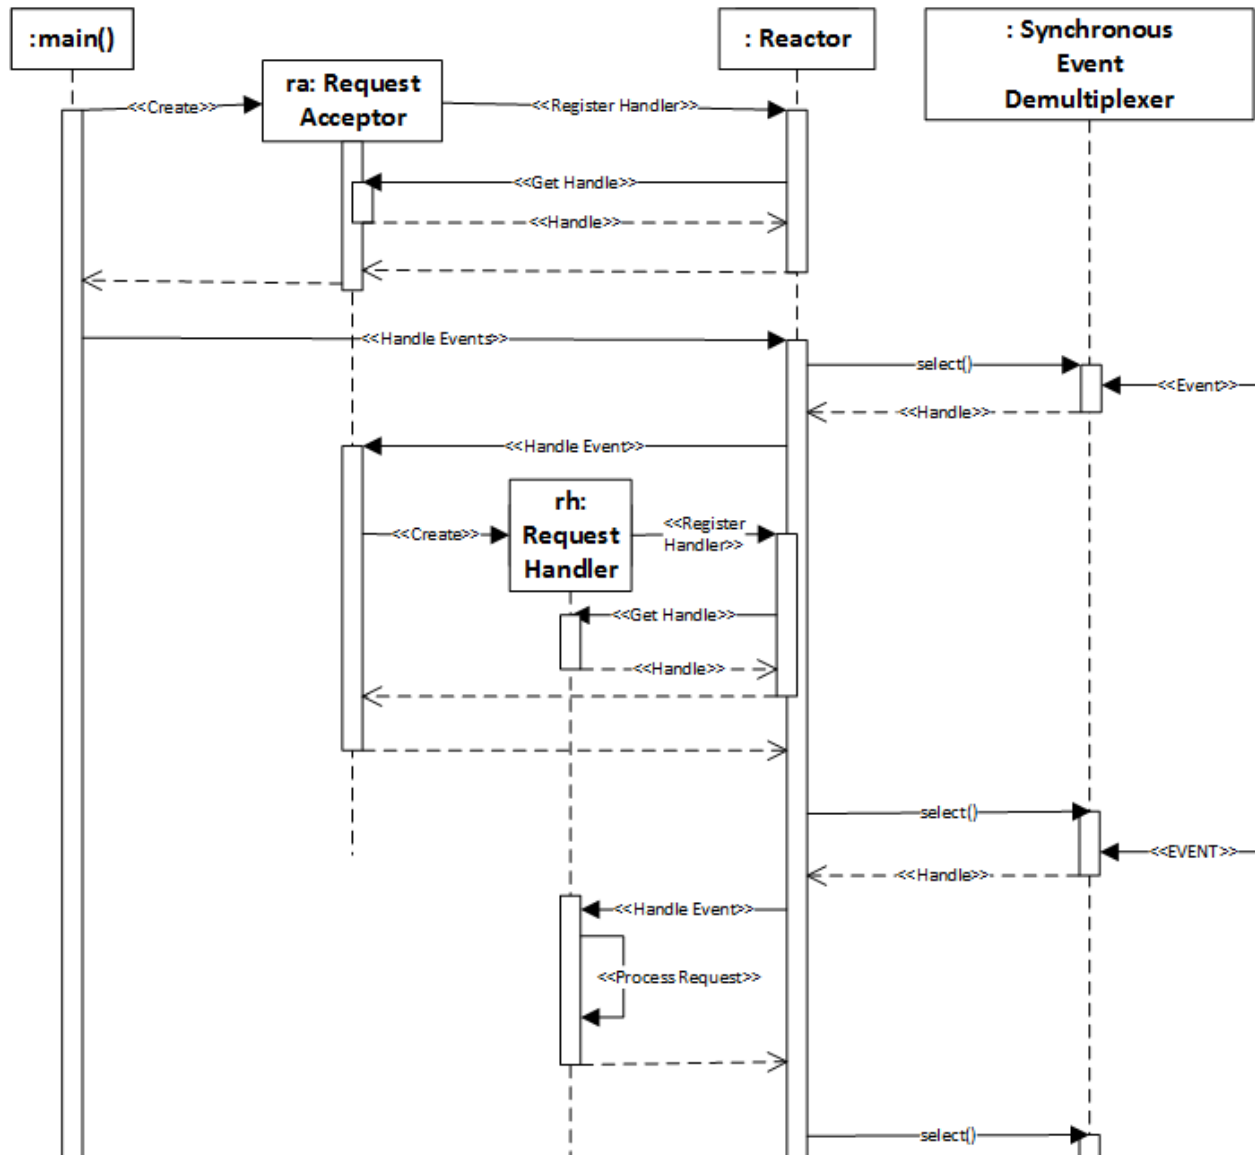 :main()
: Reactor
: Synchronous
Event
Demultiplexer
ra: Request
Acceptor
<<Create>>
<<Register Handler>>
<<Get Handle>>
<<Handle>>
<<Handle Events>>
select()
<<Event>>
<<Handle>>
<<Handle Event>>
rh:
Request
Handler
<<Create>>
<<Register
Handler>>
<<Get Handle>>
<<Handle>>
select()
<<EVENT>>
<<Handle>>
<<Handle Event>>
<<Process Request>>
select()